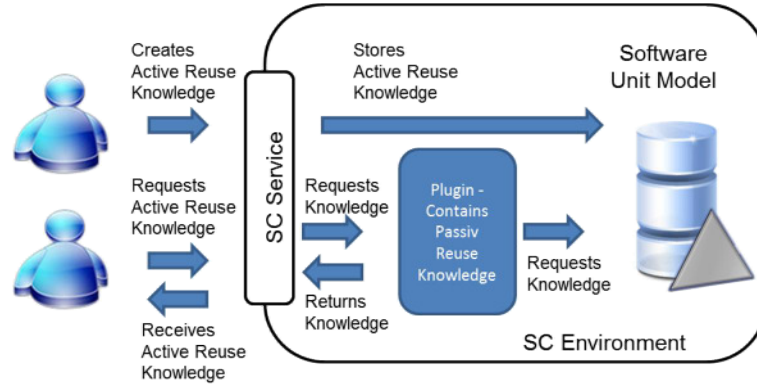 Creates
Active Reuse
Knowledge
Stores
Active Reuse
Knowledge
Software
Unit Model
SC Service
Requests
Active Reuse
Knowledge
Requests
Knowledge
Plugin -
Contains
Passiv
Reuse
Knowledge
Requests
Knowledge
Returns
Knowledge
Receives
Active Reuse
Knowledge
SC Environment